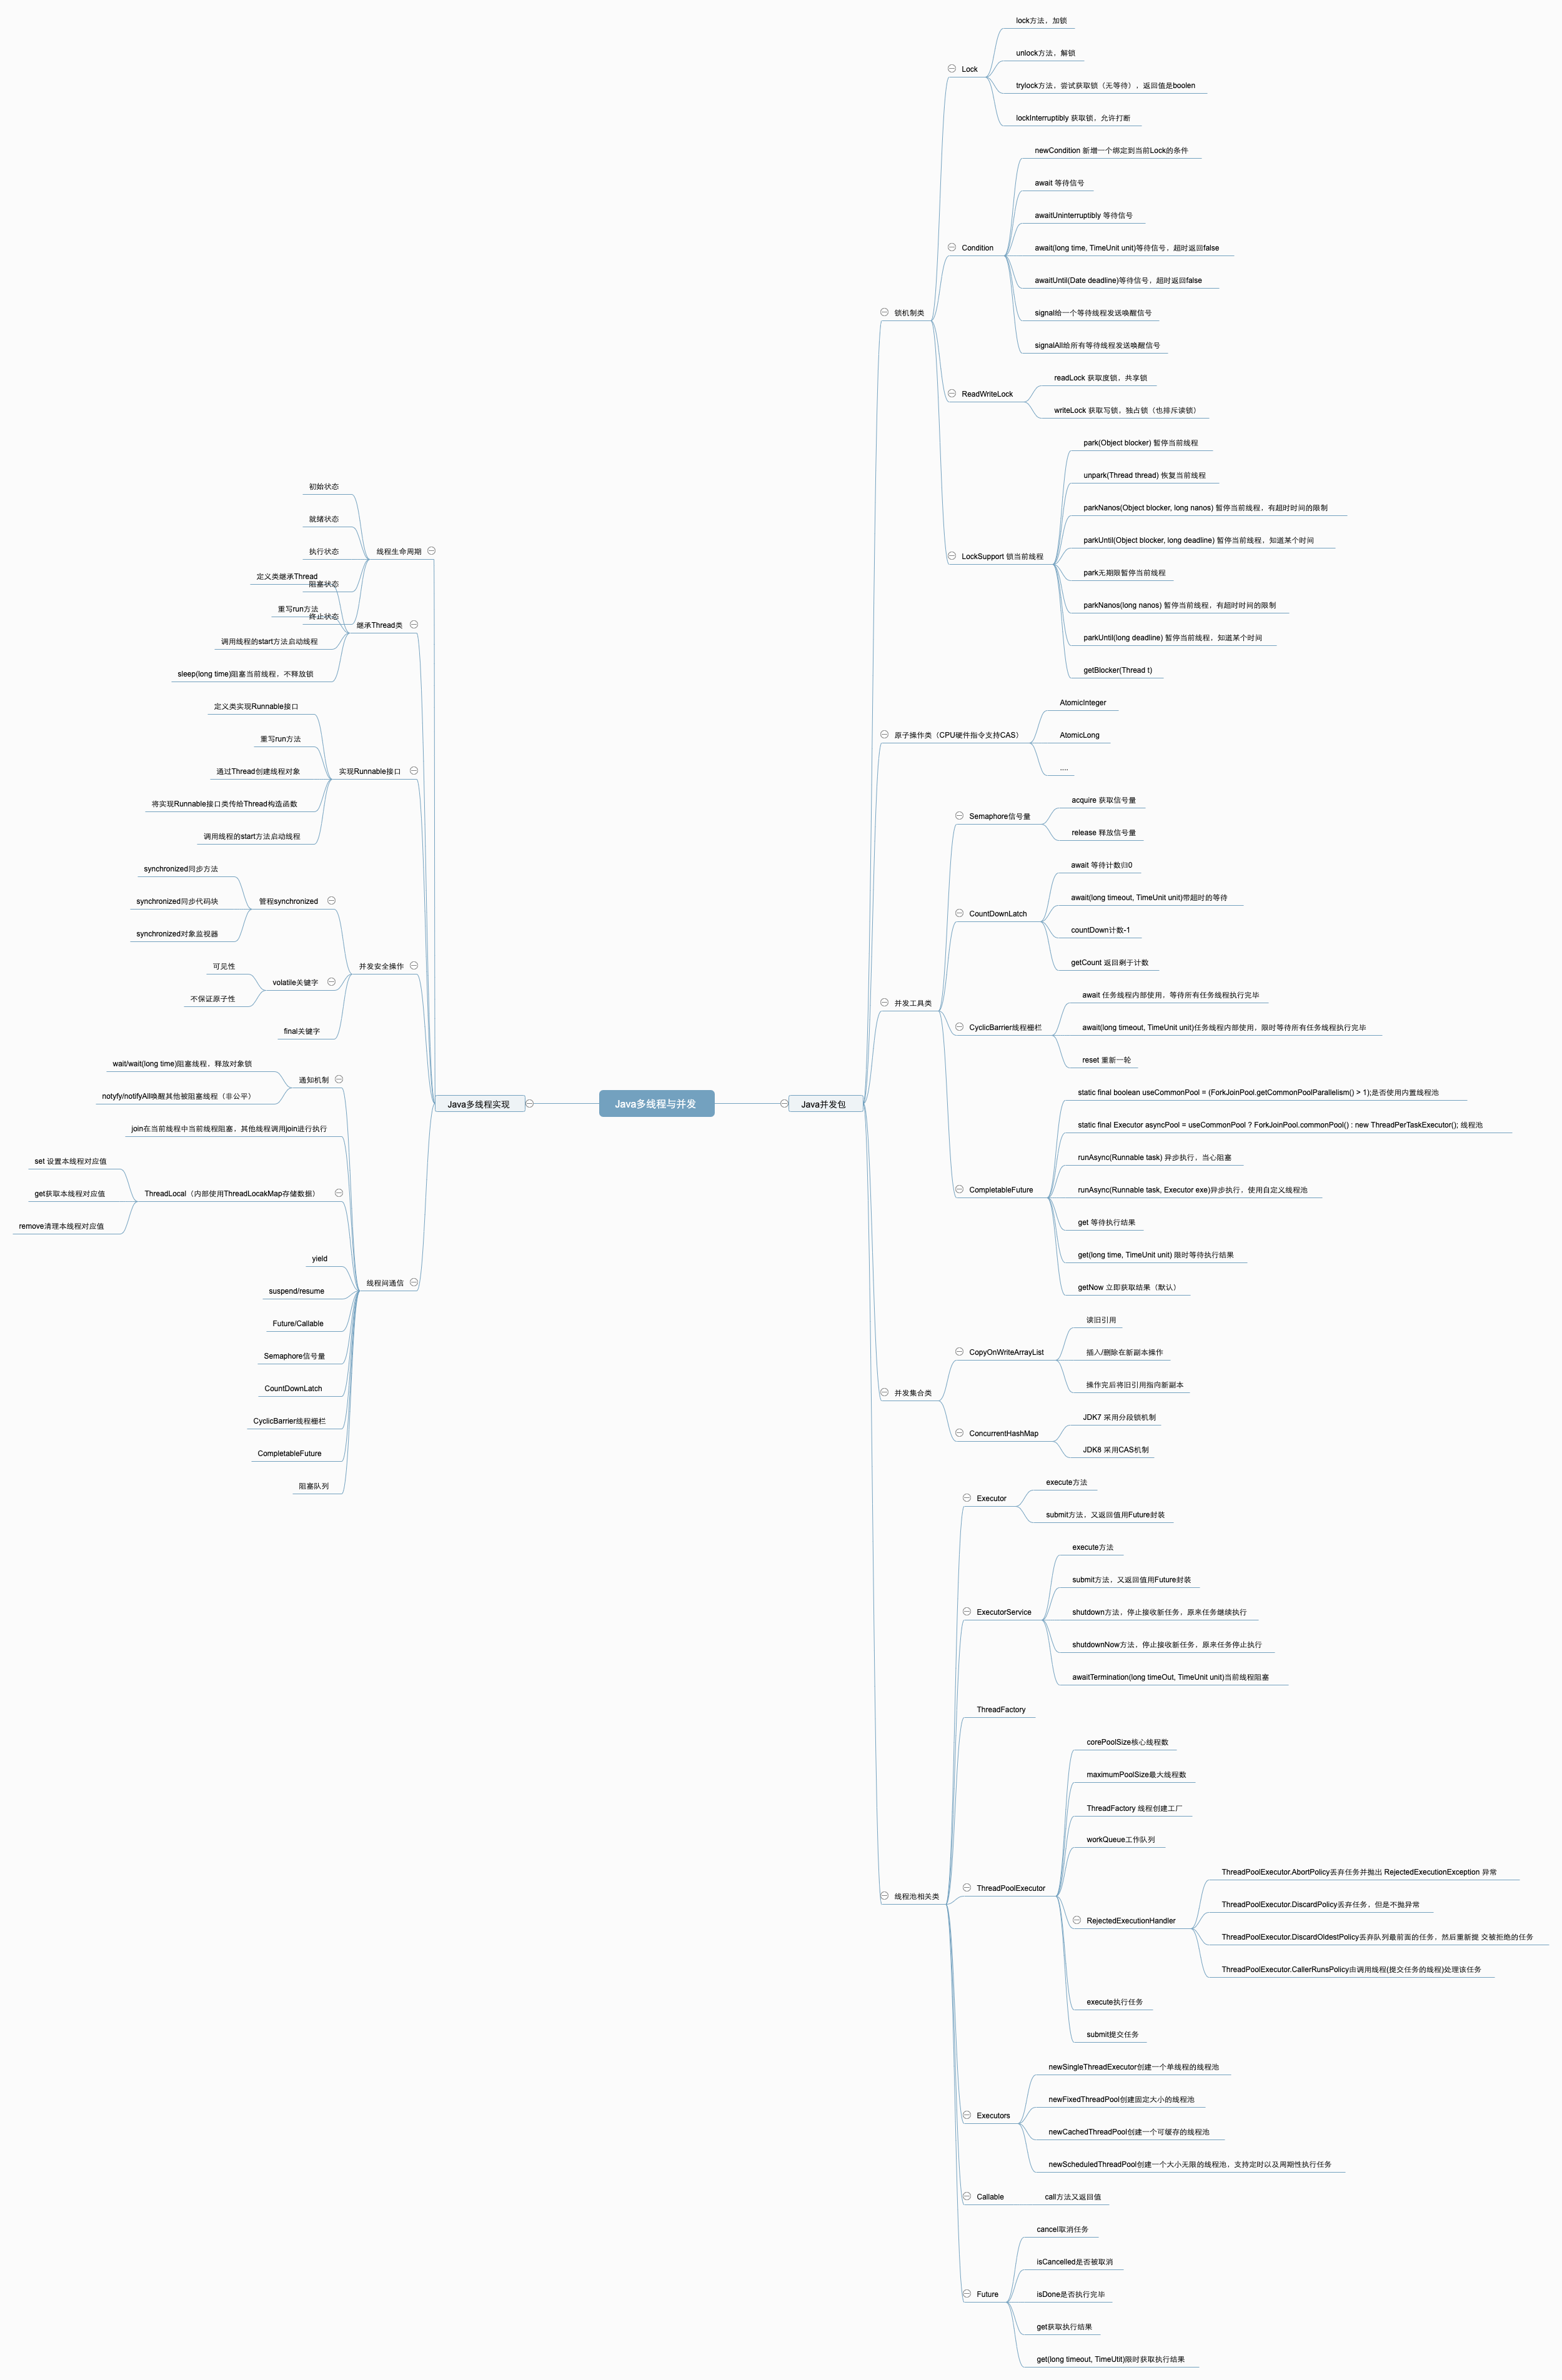 Java多线程与并发
Java多线程实现
线程生命周期
初始状态
就绪状态
执行状态
阻塞状态
终止状态
继承Thread类
定义类继承Thread
重写run方法
调用线程的start方法启动线程
sleep(long time)阻塞当前线程，不释放锁
实现Runnable接口
定义类实现Runnable接口
重写run方法
通过Thread创建线程对象
将实现Runnable接口类传给Thread构造函数
调用线程的start方法启动线程
并发安全操作
管程synchronized
synchronized同步方法
synchronized同步代码块
synchronized对象监视器
volatile关键字
可见性
不保证原子性
final关键字
线程间通信
通知机制
wait/wait(long time)阻塞线程，释放对象锁
notyfy/notifyAll唤醒其他被阻塞线程（非公平）
join在当前线程中当前线程阻塞，其他线程调用join进行执行
ThreadLocal（内部使用ThreadLocakMap存储数据）
set 设置本线程对应值
get获取本线程对应值
remove清理本线程对应值
yield
suspend/resume
Future/Callable
Semaphore信号量
CountDownLatch
CyclicBarrier线程栅栏
CompletableFuture
阻塞队列
Java并发包
锁机制类
Lock
lock方法，加锁
unlock方法，解锁
trylock方法，尝试获取锁（无等待），返回值是boolen
lockInterruptibly 获取锁，允许打断
Condition
newCondition 新增一个绑定到当前Lock的条件
await 等待信号
awaitUninterruptibly 等待信号
await(long time, TimeUnit unit)等待信号，超时返回false
awaitUntil(Date deadline)等待信号，超时返回false
signal给一个等待线程发送唤醒信号
signalAll给所有等待线程发送唤醒信号
ReadWriteLock
readLock 获取度锁，共享锁
writeLock 获取写锁，独占锁（也排斥读锁）
LockSupport 锁当前线程
park(Object blocker) 暂停当前线程
unpark(Thread thread) 恢复当前线程
parkNanos(Object blocker, long nanos) 暂停当前线程，有超时时间的限制
parkUntil(Object blocker, long deadline) 暂停当前线程，知道某个时间
park无期限暂停当前线程
parkNanos(long nanos) 暂停当前线程，有超时时间的限制
parkUntil(long deadline) 暂停当前线程，知道某个时间
getBlocker(Thread t)
原子操作类（CPU硬件指令支持CAS）
AtomicInteger
AtomicLong
....
并发工具类
Semaphore信号量
acquire 获取信号量
release 释放信号量
CountDownLatch
await 等待计数归0
await(long timeout, TimeUnit unit)带超时的等待
countDown计数-1
getCount 返回剩于计数
CyclicBarrier线程栅栏
await 任务线程内部使用，等待所有任务线程执行完毕
await(long timeout, TimeUnit unit)任务线程内部使用，限时等待所有任务线程执行完毕
reset 重新一轮
CompletableFuture
static final boolean useCommonPool = (ForkJoinPool.getCommonPoolParallelism() > 1);是否使用内置线程池
static final Executor asyncPool = useCommonPool ? ForkJoinPool.commonPool() : new ThreadPerTaskExecutor(); 线程池
runAsync(Runnable task) 异步执行，当心阻塞
runAsync(Runnable task, Executor exe)异步执行，使用自定义线程池
get 等待执行结果
get(long time, TimeUnit unit) 限时等待执行结果
getNow 立即获取结果（默认）
并发集合类
CopyOnWriteArrayList
读旧引用
插入/删除在新副本操作
操作完后将旧引用指向新副本
ConcurrentHashMap
JDK7 采用分段锁机制
JDK8 采用CAS机制
线程池相关类
Executor
execute方法
submit方法，又返回值用Future封装
ExecutorService
execute方法
submit方法，又返回值用Future封装
shutdown方法，停止接收新任务，原来任务继续执行
shutdownNow方法，停止接收新任务，原来任务停止执行
awaitTermination(long timeOut, TimeUnit unit)当前线程阻塞
ThreadFactory
ThreadPoolExecutor
corePoolSize核心线程数
maximumPoolSize最大线程数
ThreadFactory 线程创建工厂
workQueue工作队列
RejectedExecutionHandler
ThreadPoolExecutor.AbortPolicy丢弃任务并抛出 RejectedExecutionException 异常
ThreadPoolExecutor.DiscardPolicy丢弃任务，但是不抛异常
ThreadPoolExecutor.DiscardOldestPolicy丢弃队列最前面的任务，然后重新提 交被拒绝的任务
ThreadPoolExecutor.CallerRunsPolicy由调用线程(提交任务的线程)处理该任务
execute执行任务
submit提交任务
Executors
newSingleThreadExecutor创建一个单线程的线程池
newFixedThreadPool创建固定大小的线程池
newCachedThreadPool创建一个可缓存的线程池
newScheduledThreadPool创建一个大小无限的线程池，支持定时以及周期性执行任务
Callable
call方法又返回值
Future
cancel取消任务
isCancelled是否被取消
isDone是否执行完毕
get获取执行结果
get(long timeout, TimeUtit)限时获取执行结果